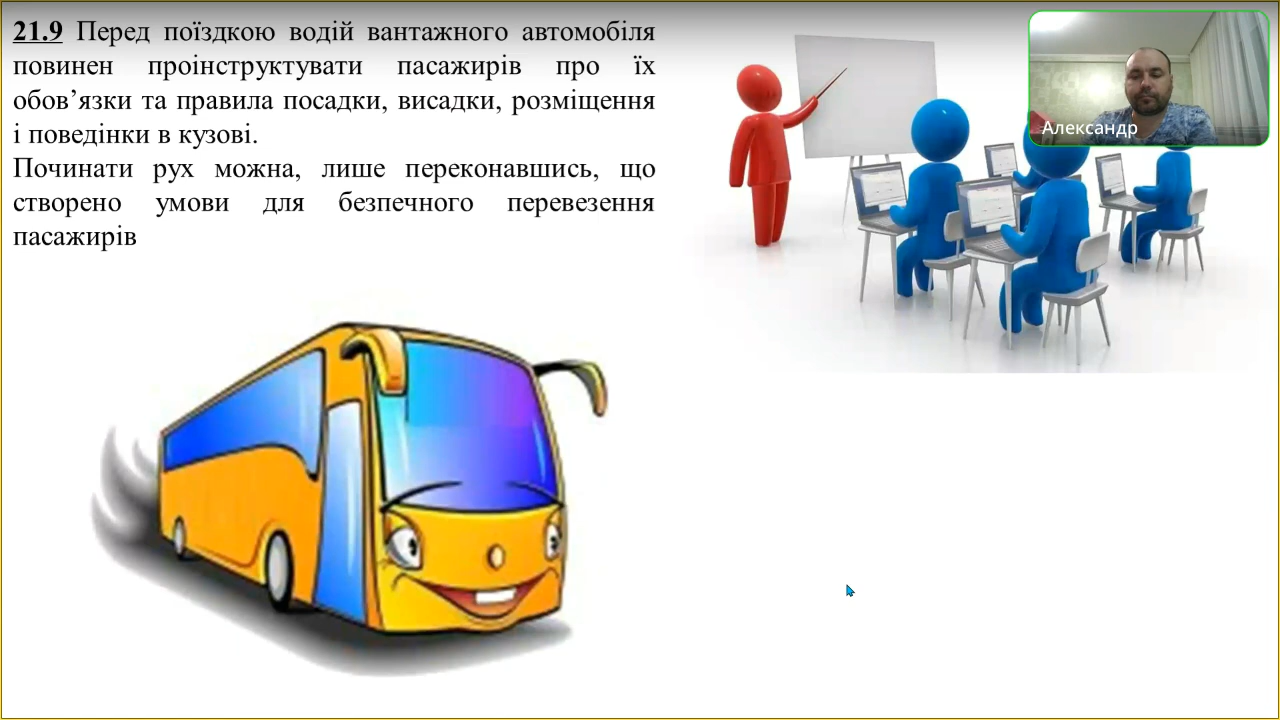 21.9 Перед поїздкою водій вантажного автомобіля
повинен проінструктувати пасажирів про їх
обов’язки та правила посадки, висадки, розміщення
і поведінки в кузові.
Починати рух можна, лише переконавшись, що
створено умови для безпечного перевезення
пасажирів
Александр